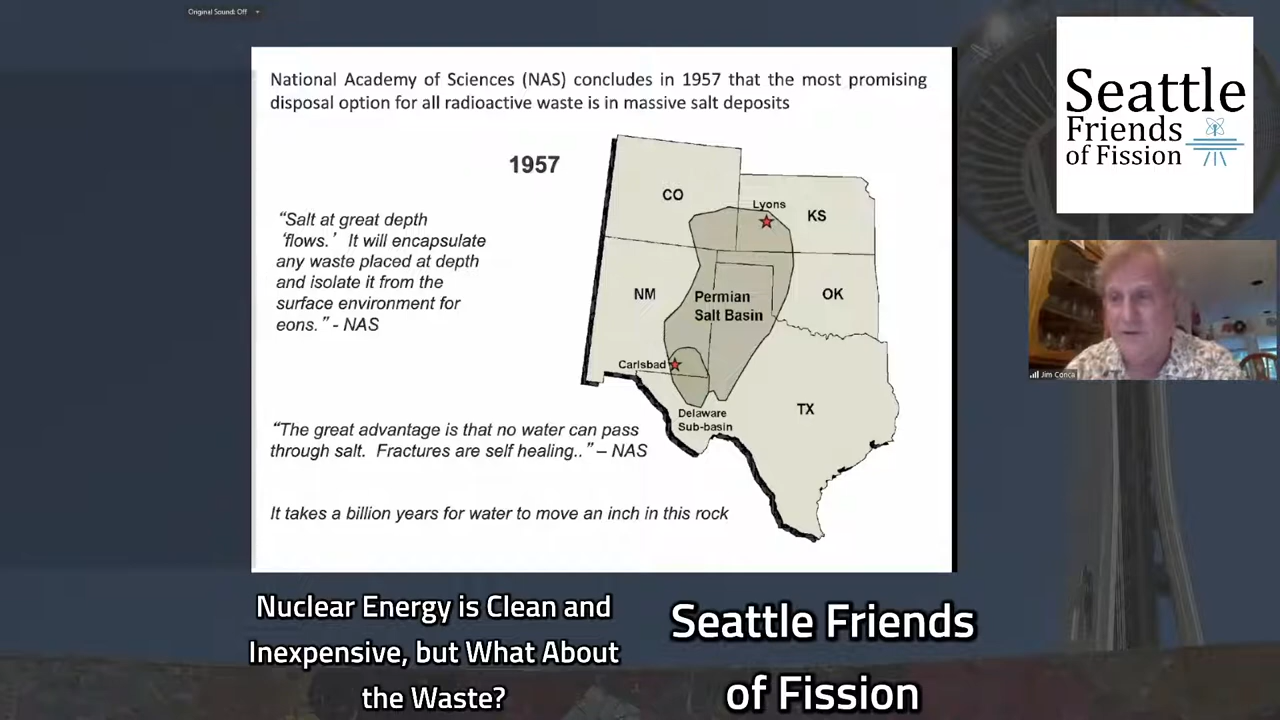 Original Sound: Off
National Academy of Sciences (NAS) concludes in 1957 that the most promising
disposal option for all radioactive waste is in massive salt deposits
1957
“Salt at great depth
‘flows.’ It will encapsulate
any waste placed at depth
and isolate it from the
surface environment for
eons.” - NAS
“The great advantage is that no water can pass
through salt. Fractures are self healing..” – NAS
It takes a billion years for water to move an inch in this rock
CO
Lyons
KS
NM
Permian
Salt Basin
OK
Carlsbad
Delaware
Sub-basin
TX
Seattle
Friends
of Fission
Jim Conca
Nuclear Energy is Clean and
Inexpensive, but What About
the Waste?
Seattle Friends
of Fission